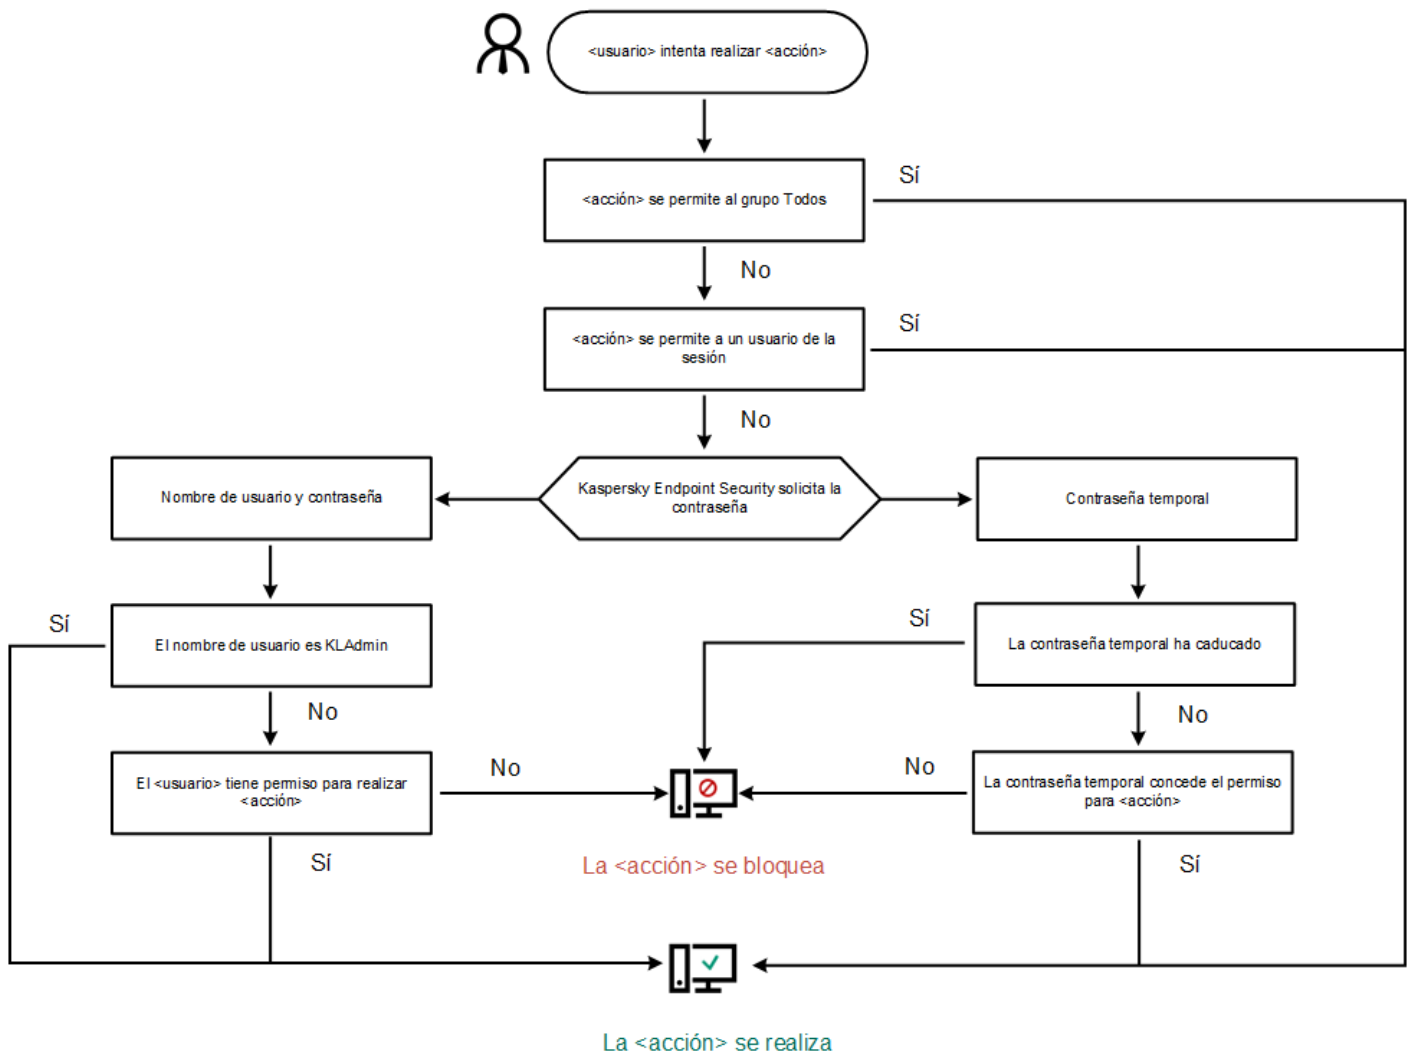 <usuario> intenta realizar <acción>
Sí
<acción> se permite al grupo Todos
No
Sí
<acción> se permite a un usuario de la
sesión
No
Nombre de usuario y contraseña
Kaspersky Endpoint Security solicita la
contraseña
Contraseña temporal
Sí
El nombre de usuario es KLAdmin
Sí
La contraseña temporal ha caducado
No
No
El <usuario> tiene permiso para realizar
<acción>
No
No
La contraseña temporal concede el permiso
para <acción>
Sí
La <acción> se bloquea
Sí
La <acción> se realiza